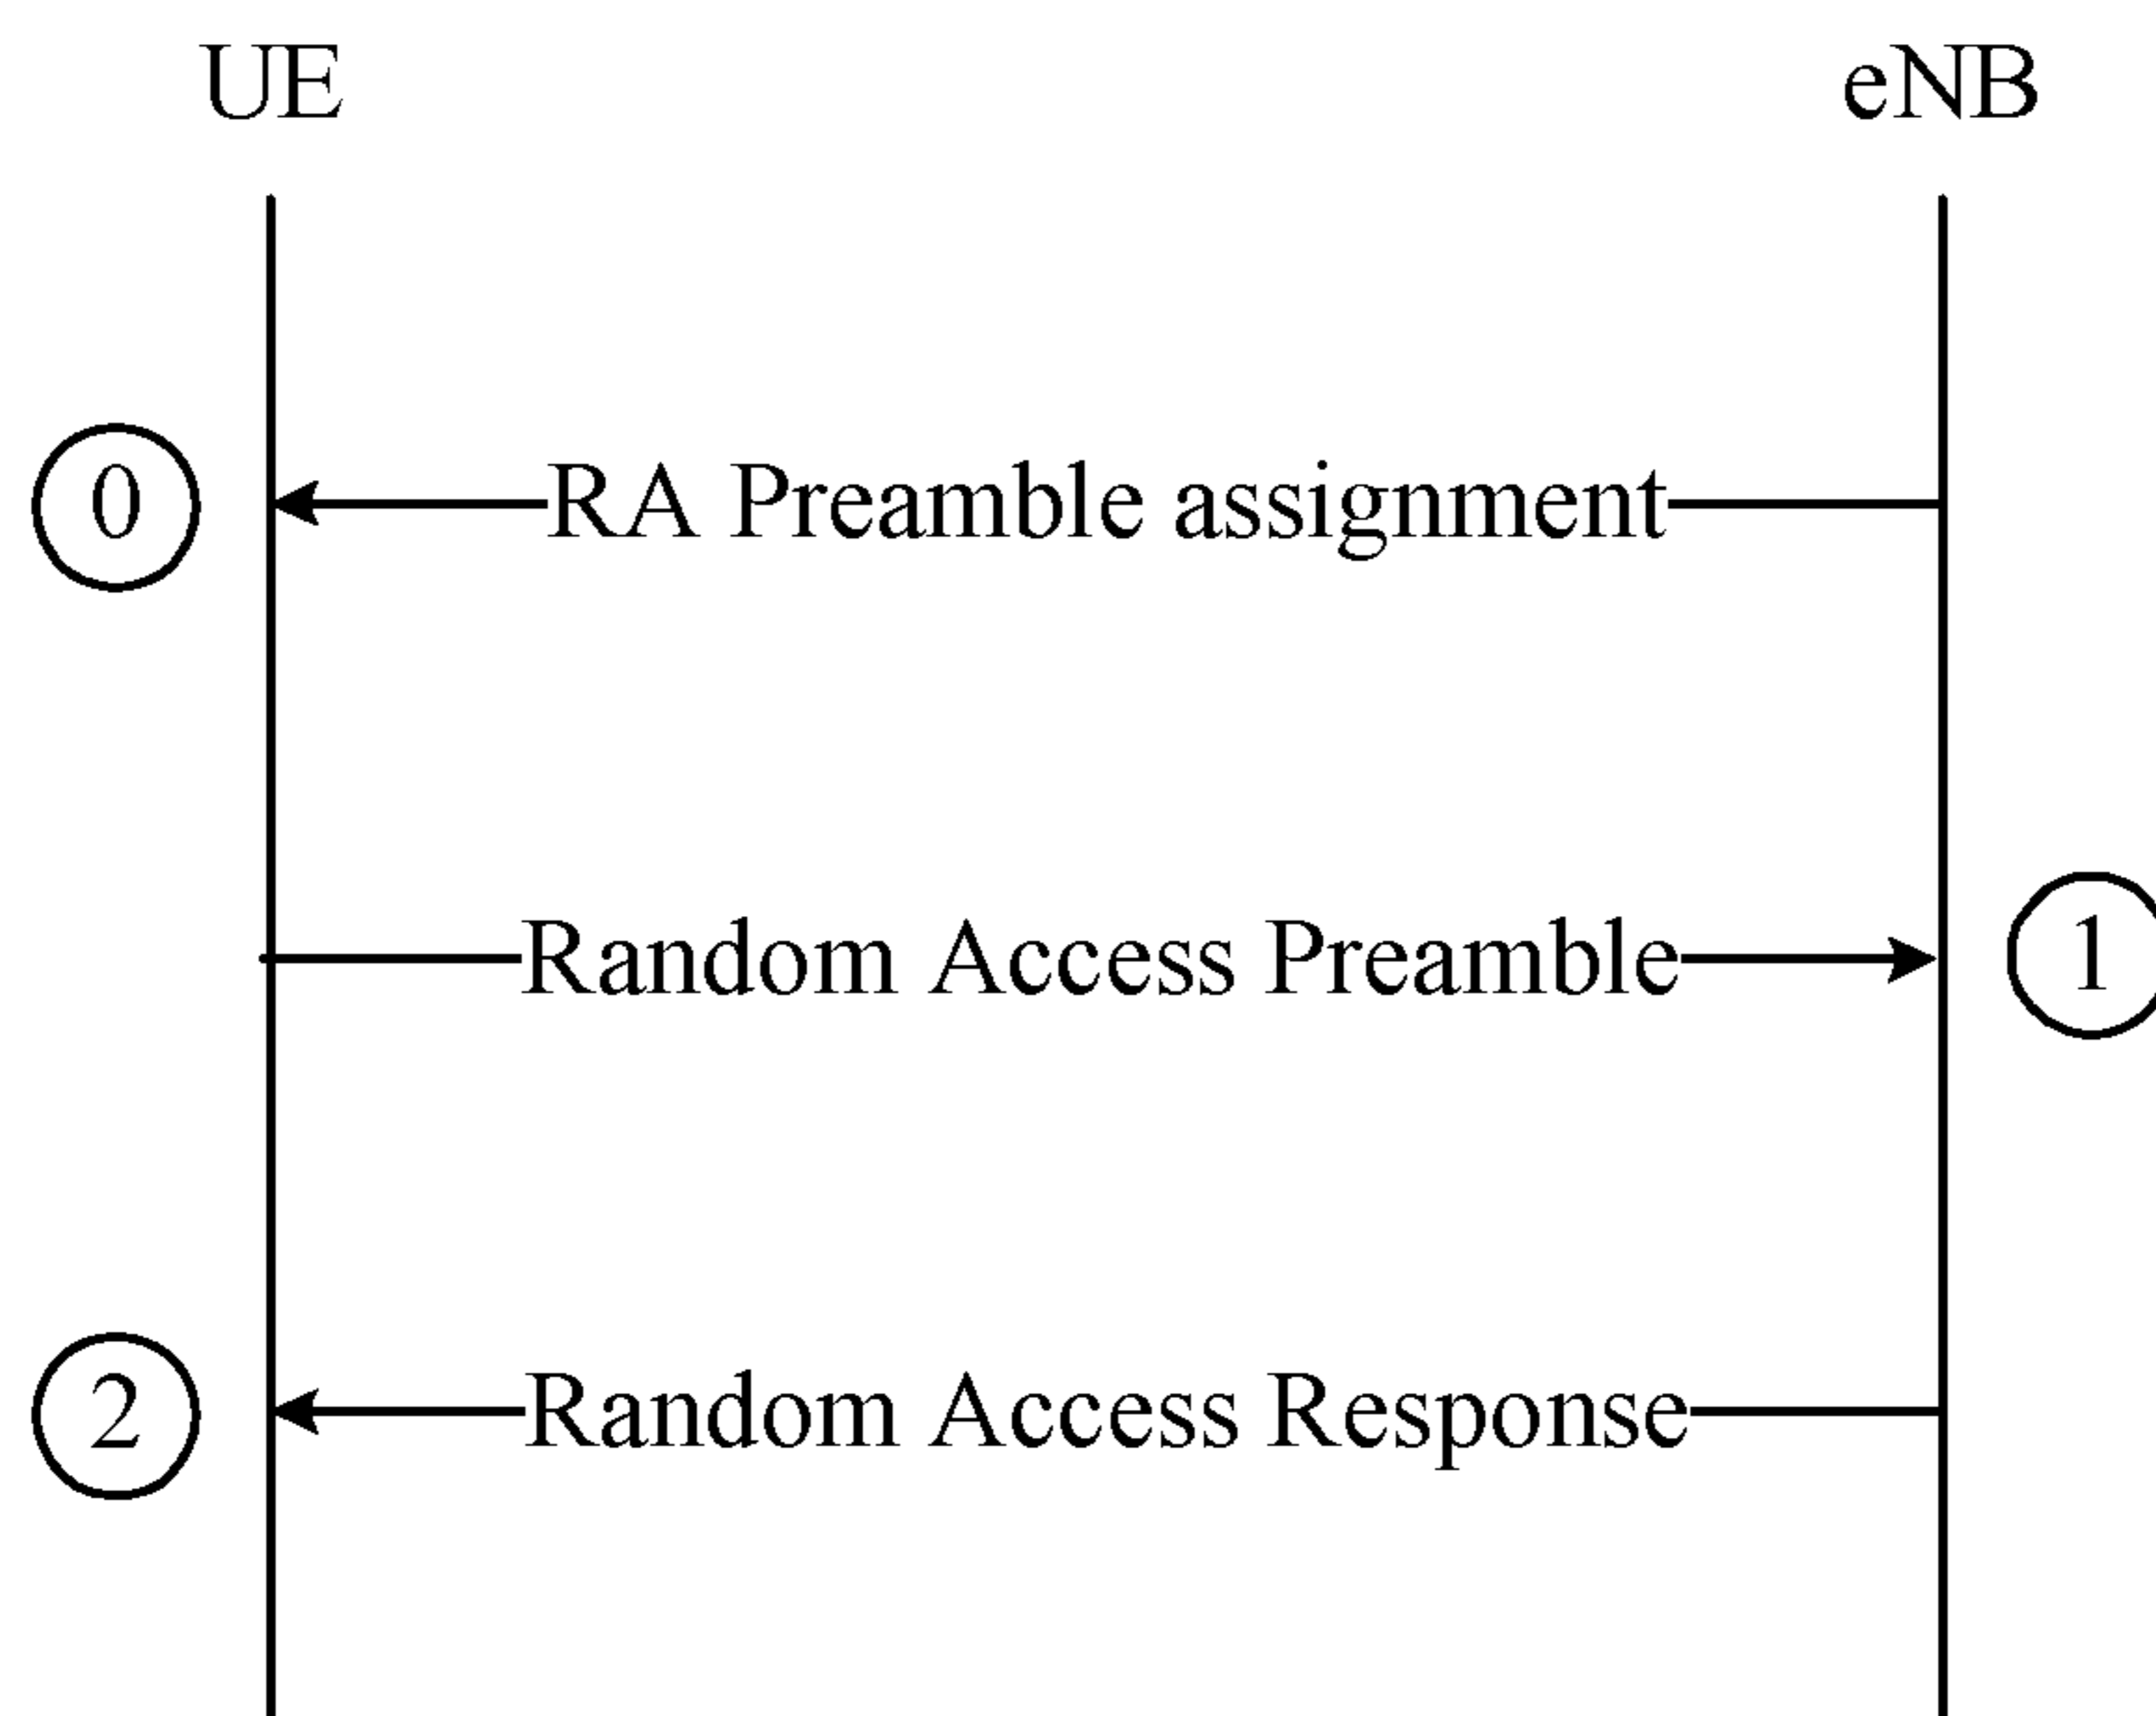 UE eNB
0 RA Preamble assignment
Random Access Preamble 1
2 Random Access Response